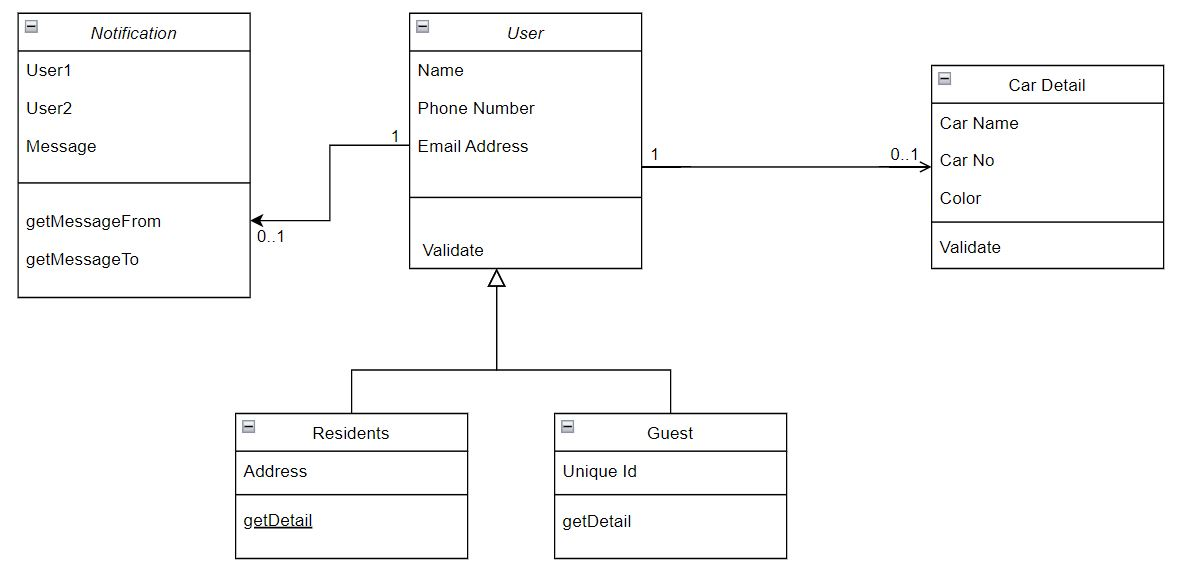 Notification
User1
User2
Message
getMessageFrom
getMessageTo
User
Name
Phone Number
Email Address
Validate
1
0..1
1
0..1
Car Detail
Car Name
Car No
Color
Validate
Residents
Address
getDetail
Guest
Unique Id
getDetail